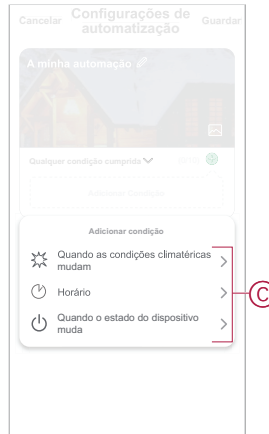 Cancelar Configurações de automatização Guardar
A minha automação
Qualquer condição cumprida
Adicionar Condição
Adicionar condição
Quando as condições climatéricas
mudam
Horário
Quando o estado do dispositivo
muda
C